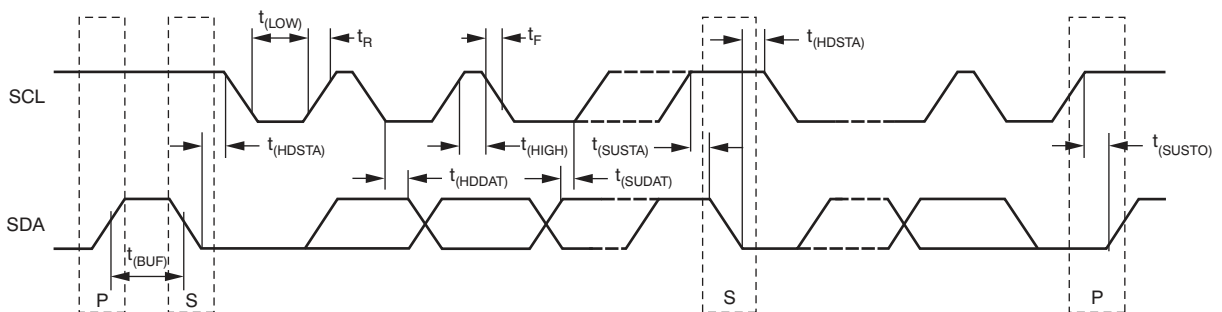 t(LOW)
tR
tF
t(HDSTA)
SCL
t(HDSTA)
t(HIGH)
t(SUSTA)
t(SUSTO)
t(HDDAT)
t(SUDAT)
SDA
t(BUF)
P
S
S
P